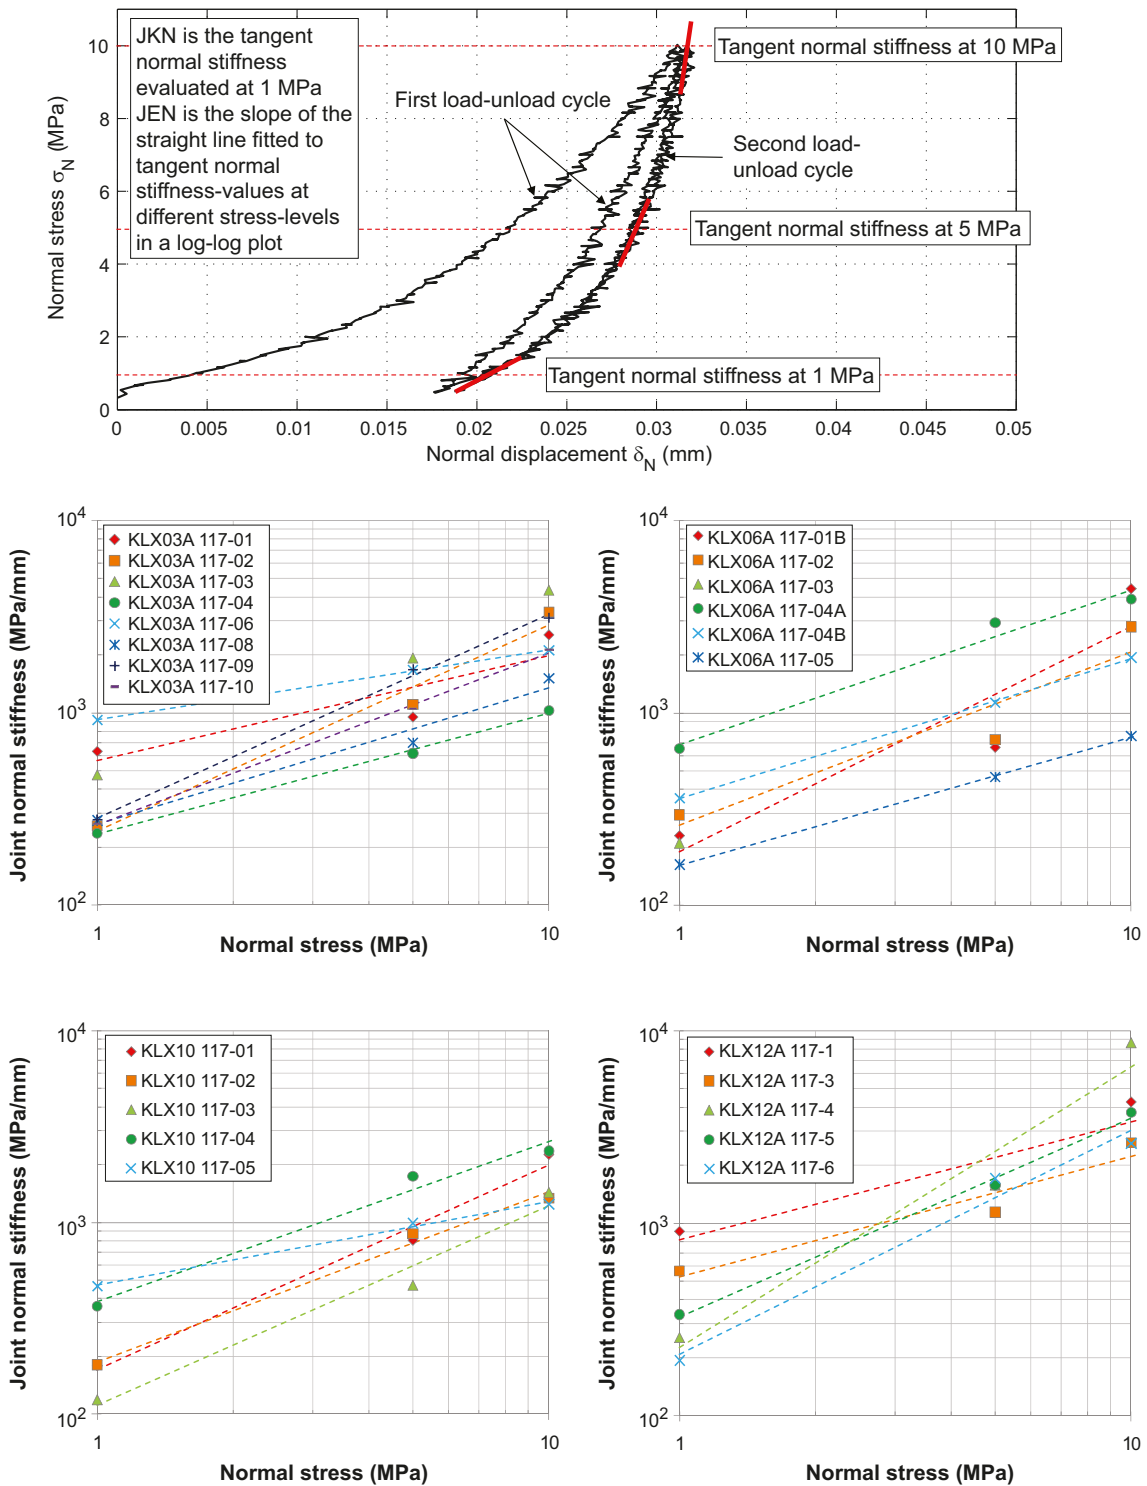 JKN is the tangent
normal stiffness
evaluated at 1 MPa
JEN is the slope of the
straight line fitted to
tangent normal
stiffness-values at
different stress-levels
in a log-log plot
First load-unload cycle
Tangent normal stiffness at 10 MPa
Second load-
unload cycle
Tangent normal stiffness at 5 MPa
Tangent normal stiffness at 1 MPa
Normal stress σN (MPa)
10
8
6
4
2
0
0 0.005 0.01 0.015 0.02 0.025 0.03 0.035 0.04 0.045 0.05
Normal displacement δN (mm)
Joint normal stiffness (MPa/mm)
10^4
10^3
10^2
KLX03A 117-01
KLX03A 117-02
KLX03A 117-03
KLX03A 117-04
KLX03A 117-06
KLX03A 117-08
KLX03A 117-09
KLX03A 117-10
1 10
Normal stress (MPa)
Joint normal stiffness (MPa/mm)
10^4
10^3
10^2
KLX06A 117-01B
KLX06A 117-02
KLX06A 117-03
KLX06A 117-04A
KLX06A 117-04B
KLX06A 117-05
1 10
Normal stress (MPa)
Joint normal stiffness (MPa/mm)
10^4
10^3
10^2
KLX10 117-01
KLX10 117-02
KLX10 117-03
KLX10 117-04
KLX10 117-05
1 10
Normal stress (MPa)
Joint normal stiffness (MPa/mm)
10^4
10^3
10^2
KLX12A 117-1
KLX12A 117-3
KLX12A 117-4
KLX12A 117-5
KLX12A 117-6
1 10
Normal stress (MPa)